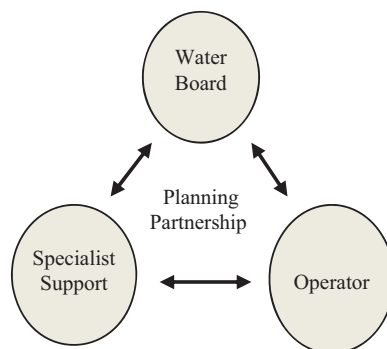 Water
Board
Planning
Partnership
Specialist
Support
Operator